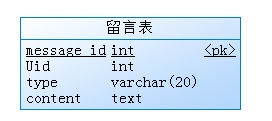 留言表
message_id int <pk>
Uid int
type varchar(20)
content text